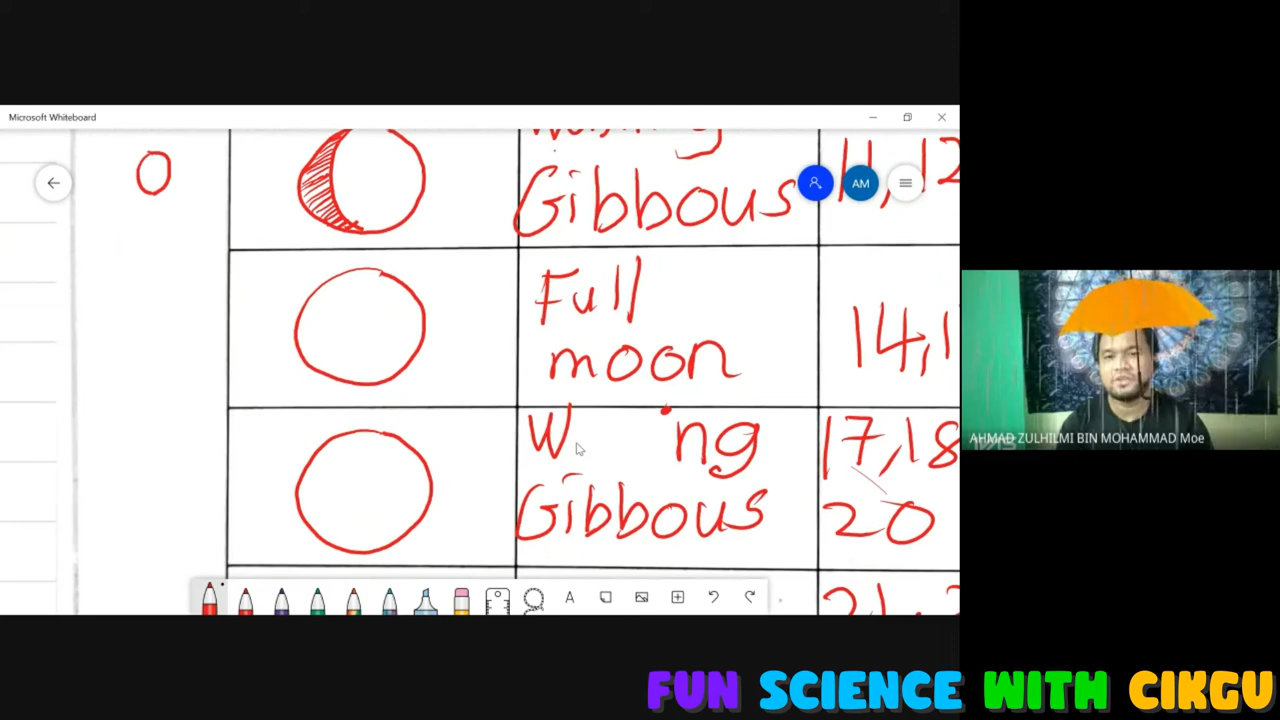 Microsoft Whiteboard
0
Gibbous
11, 12
AM
Full
moon
14, 1
W ng
Gibbous
17, 18
20
AHMAD ZULHILMI BIN MOHAMMAD Moe
21,
A
FUN SCIENCE WITH CIKGU